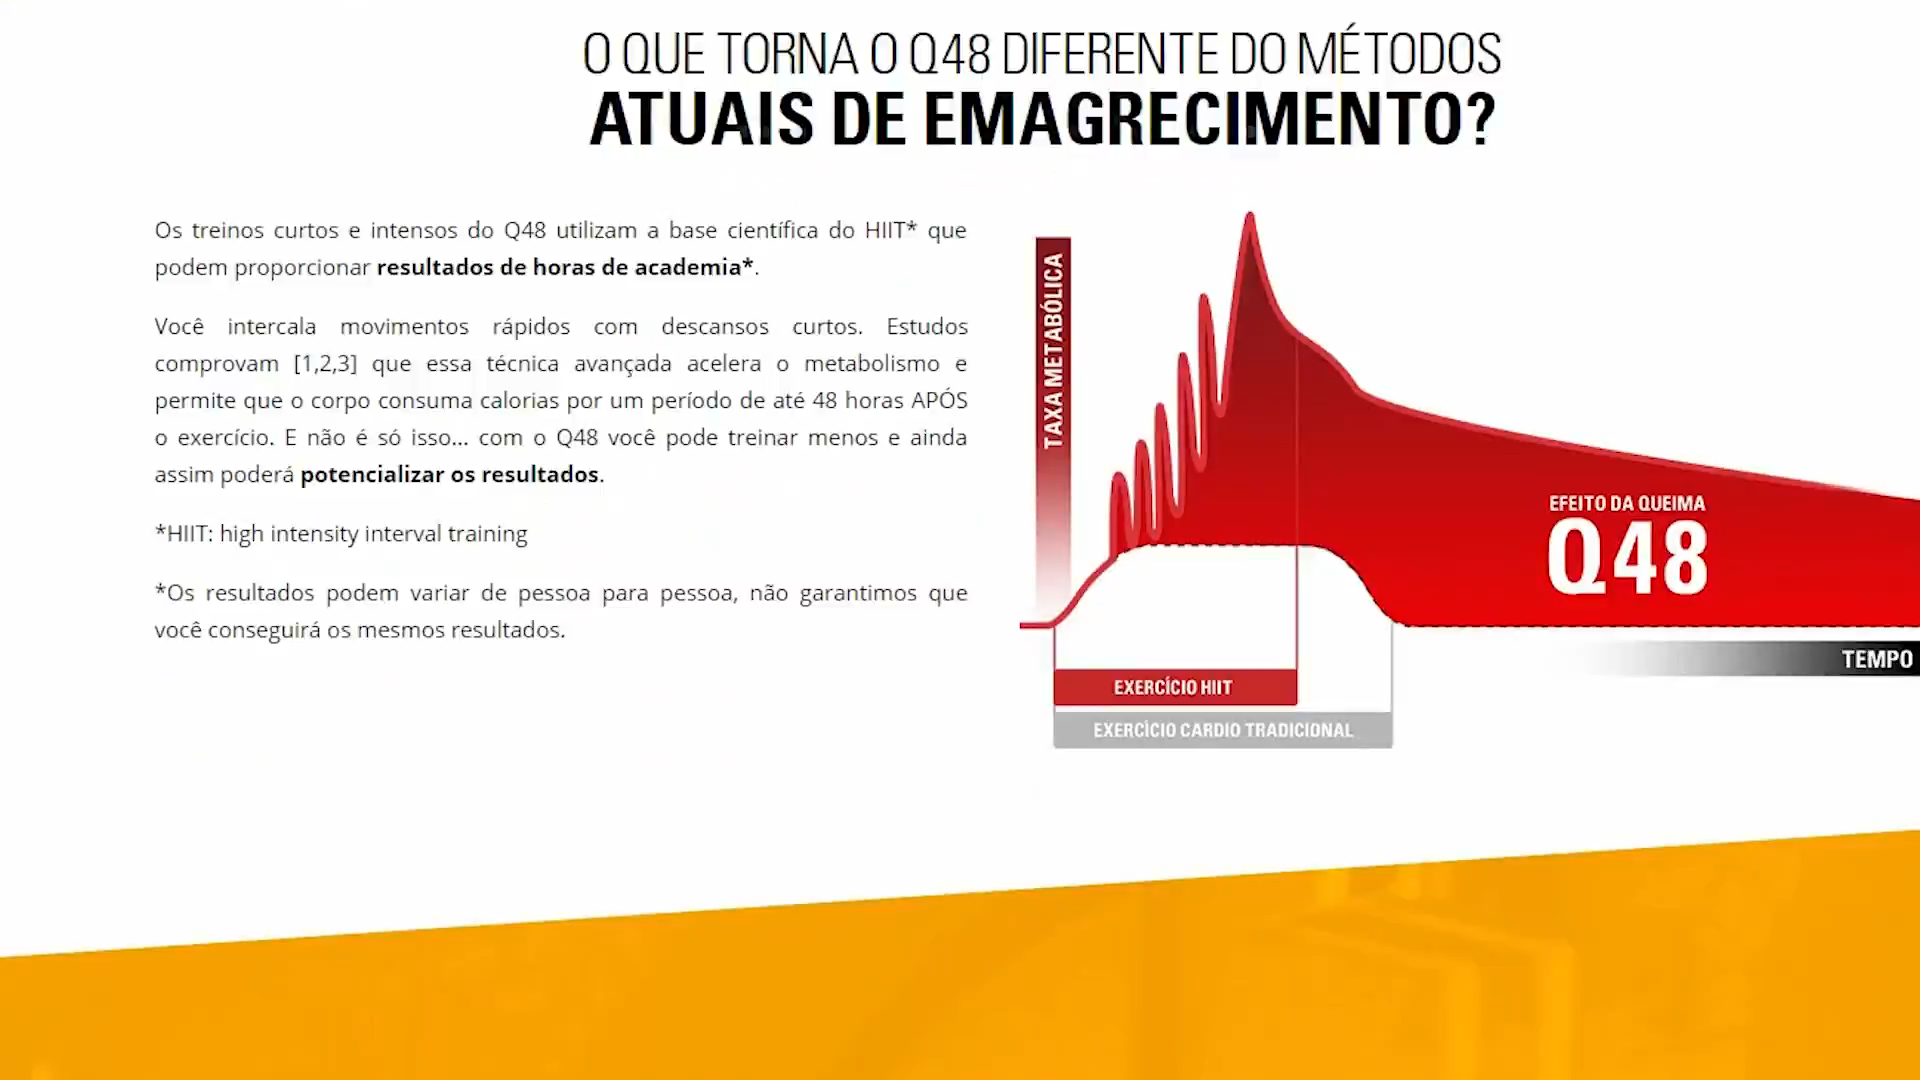 O QUE TORNA O Q48 DIFERENTE DO MÉTODOS
ATUAIS DE EMAGRECIMENTO?
Os treinos curtos e intensos do Q48 utilizam a base científica do HIIT* que
podem proporcionar resultados de horas de academia*.
Você intercala movimentos rápidos com descansos curtos. Estudos
comprovam [1,2,3] que essa técnica avançada acelera o metabolismo e
permite que o corpo consuma calorias por um período de até 48 horas APÓS
o exercício. E não é só isso... com o Q48 você pode treinar menos e ainda
assim poderá potencializar os resultados.
*HIIT: high intensity interval training
*Os resultados podem variar de pessoa para pessoa, não garantimos que
você conseguirá os mesmos resultados.
TAXA METABÓLICA
EFEITO DA QUEIMA
Q48
TEMPO
EXERCÍCIO HIIT
EXERCÍCIO CARDIO TRADICIONAL